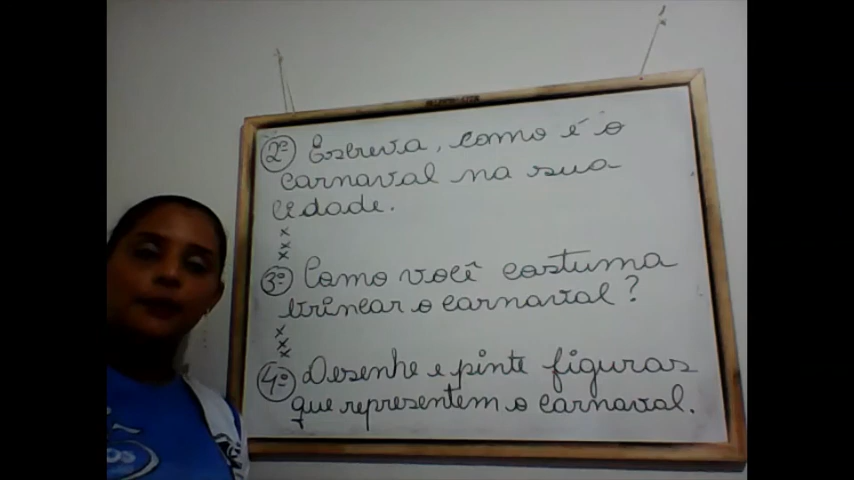 2º Escreva, como é o
carnaval na sua
cidade.
x
x
x
3º Como você costuma
brincar o carnaval?
x
x
x
4º Desenhe e pinte figuras
que representem o carnaval.